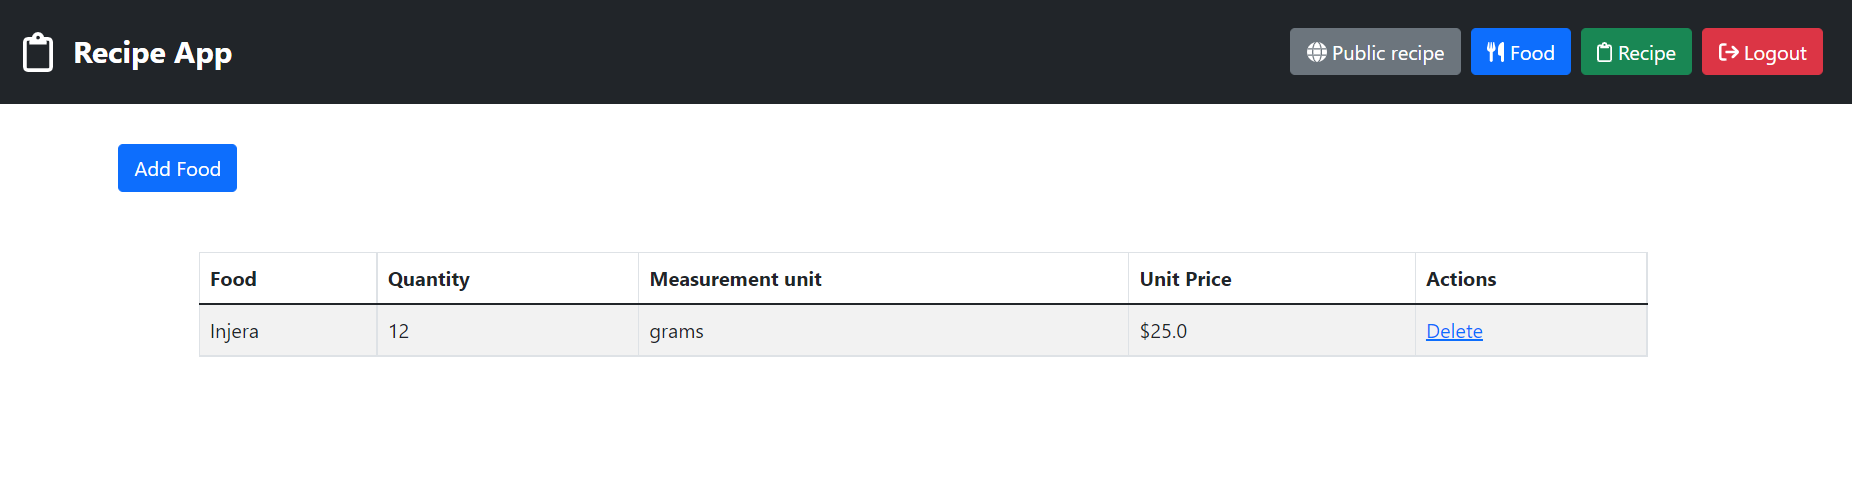 Recipe App
Public recipe Food Recipe Logout
Add Food
Food Quantity Measurement unit Unit Price Actions
Injera 12 grams $25.0 Delete